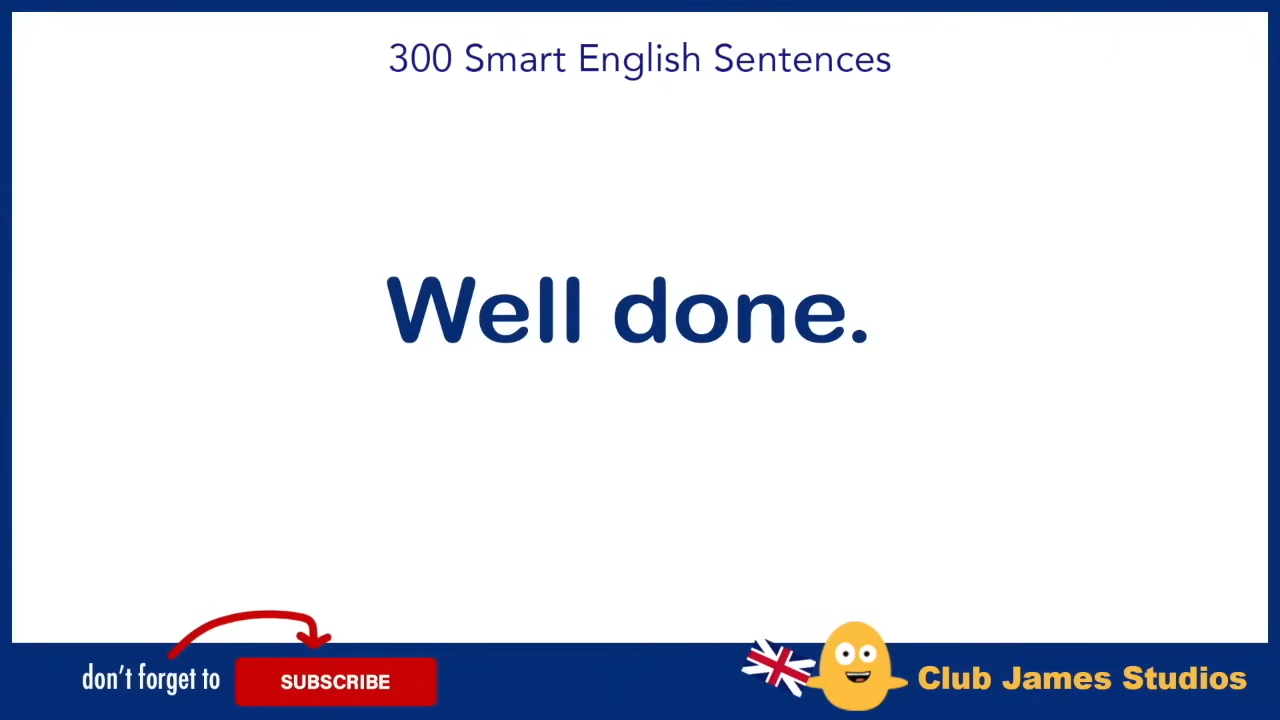 300 Smart English Sentences
Well done.
don't forget to SUBSCRIBE
Club James Studios